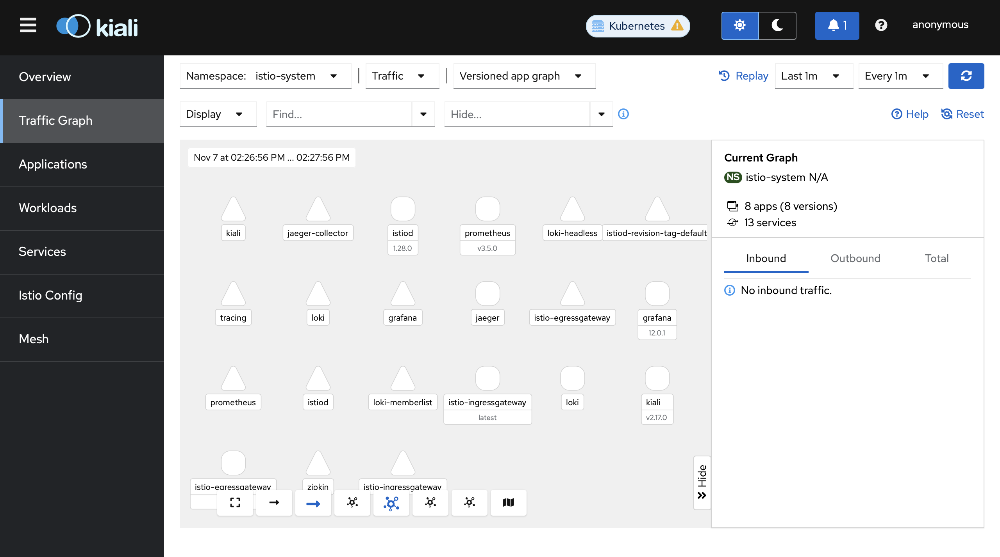 kiali
Kubernetes
1
anonymous
Overview
Traffic Graph
Applications
Workloads
Services
Istio Config
Mesh
Namespace: istio-system
Traffic
Versioned app graph
Replay
Last 1m
Every 1m
Display
Find...
Hide...
Help
Reset
Nov 7 at 02:26:56 PM ... 02:27:56 PM
kiali
jaeger-collector
istiod
1.28.0
prometheus
v3.5.0
loki-headless
istiod-revision-tag-default
tracing
loki
grafana
jaeger
istio-egressgateway
grafana
12.0.1
prometheus
istiod
loki-memberlist
istio-ingressgateway
latest
loki
kiali
v2.17.0
istio-egressgateway
zipkin
istio-ingressgateway
Hide
Current Graph
NS istio-system N/A
8 apps (8 versions)
13 services
Inbound
Outbound
Total
No inbound traffic.